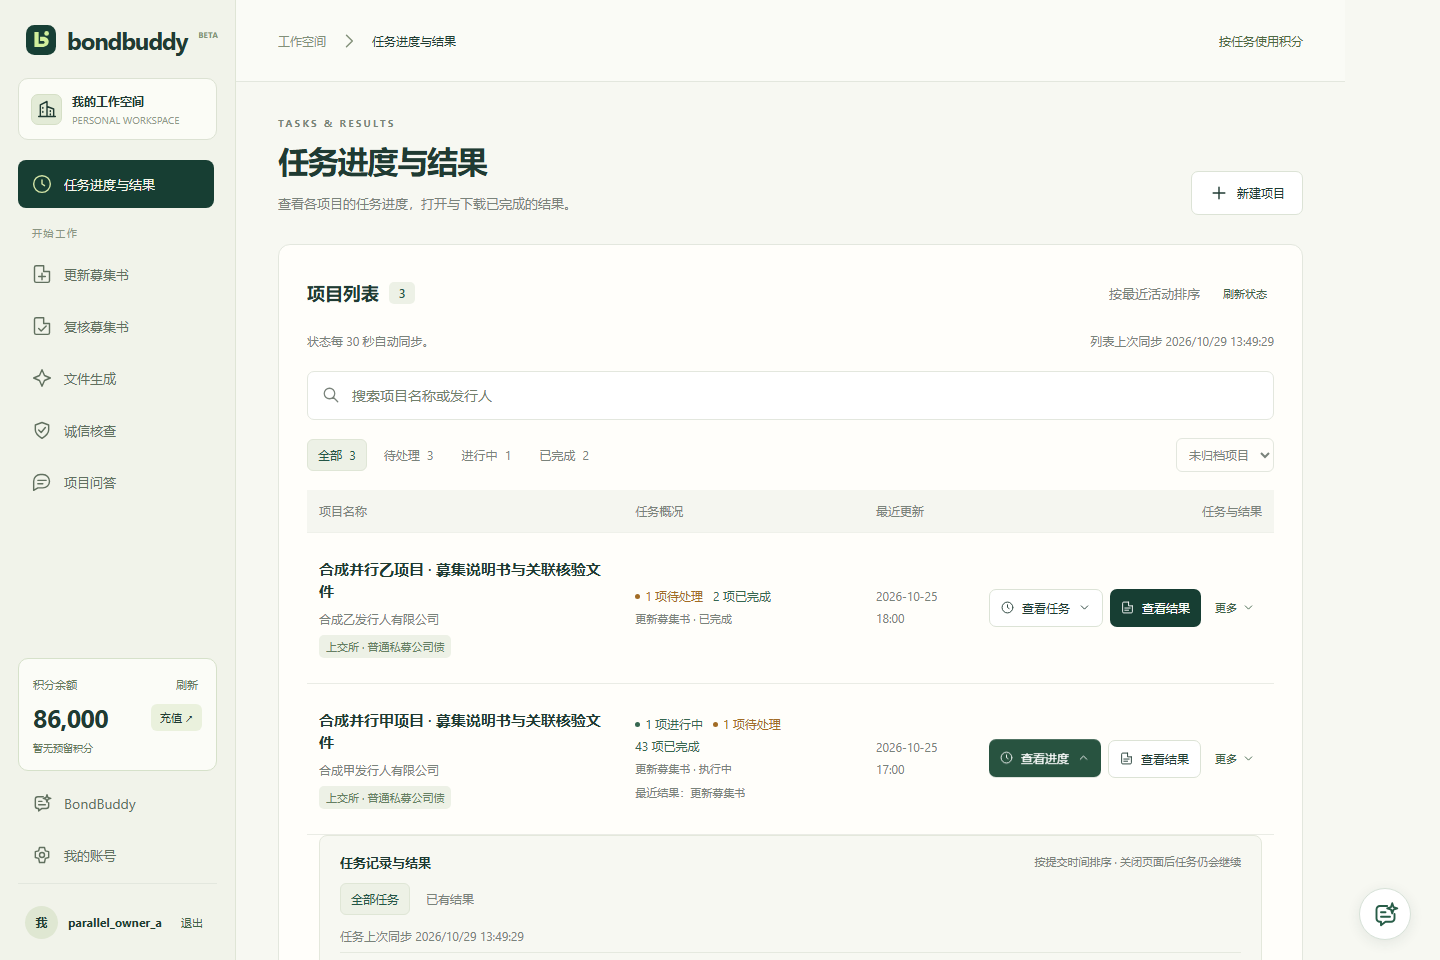 bondbuddy BETA
我的工作空间
PERSONAL WORKSPACE
任务进度与结果
开始工作
更新募集书
复核募集书
文件生成
诚信核查
项目问答
积分余额 刷新
86,000 充值 ↗
暂无预留积分
BondBuddy
我的账号
我 parallel_owner_a 退出
工作空间 任务进度与结果 按任务使用积分
TASKS & RESULTS
任务进度与结果
查看各项目的任务进度，打开与下载已完成的结果。
新建项目
项目列表 3 按最近活动排序 刷新状态
状态每 30 秒自动同步。 列表上次同步 2026/10/29 13:49:29
搜索项目名称或发行人
全部 3 待处理 3 进行中 1 已完成 2 未归档项目
项目名称 任务概况 最近更新 任务与结果
合成并行乙项目 · 募集说明书与关联核验文
件
合成乙发行人有限公司
上交所 · 普通私募公司债
1 项待处理 2 项已完成
更新募集书 · 已完成
2026-10-25
18:00
查看任务 查看结果 更多
合成并行甲项目 · 募集说明书与关联核验文
件
合成甲发行人有限公司
上交所 · 普通私募公司债
1 项进行中 1 项待处理
43 项已完成
更新募集书 · 执行中
最近结果：更新募集书
2026-10-25
17:00
查看进度 查看结果 更多
任务记录与结果 按提交时间排序 · 关闭页面后任务仍会继续
全部任务 已有结果
任务上次同步 2026/10/29 13:49:29